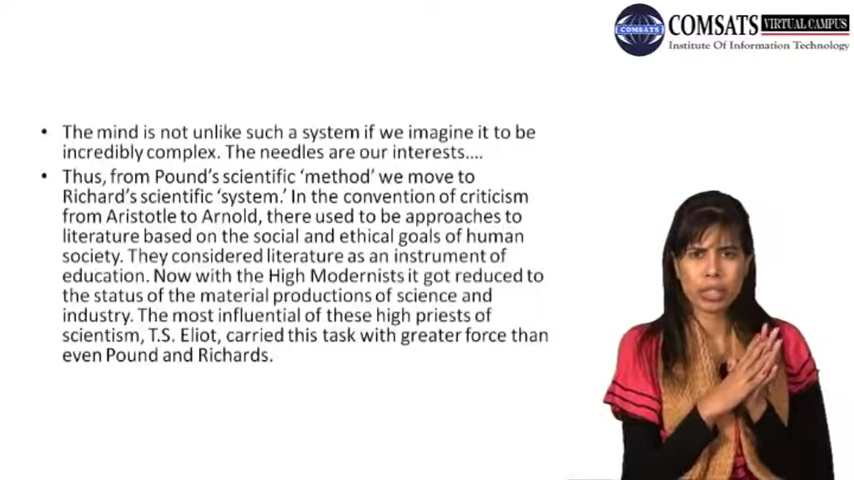 COMSATS VIRTUAL CAMPUS
COMSATS
Institute Of Information Technology
• The mind is not unlike such a system if we imagine it to be
incredibly complex. The needles are our interests....
• Thus, from Pound's scientific 'method' we move to
Richard's scientific 'system.' In the convention of criticism
from Aristotle to Arnold, there used to be approaches to
literature based on the social and ethical goals of human
society. They considered literature as an instrument of
education. Now with the High Modernists it got reduced to
the status of the material productions of science and
industry. The most influential of these high priests of
scientism, T.S. Eliot, carried this task with greater force than
even Pound and Richards.